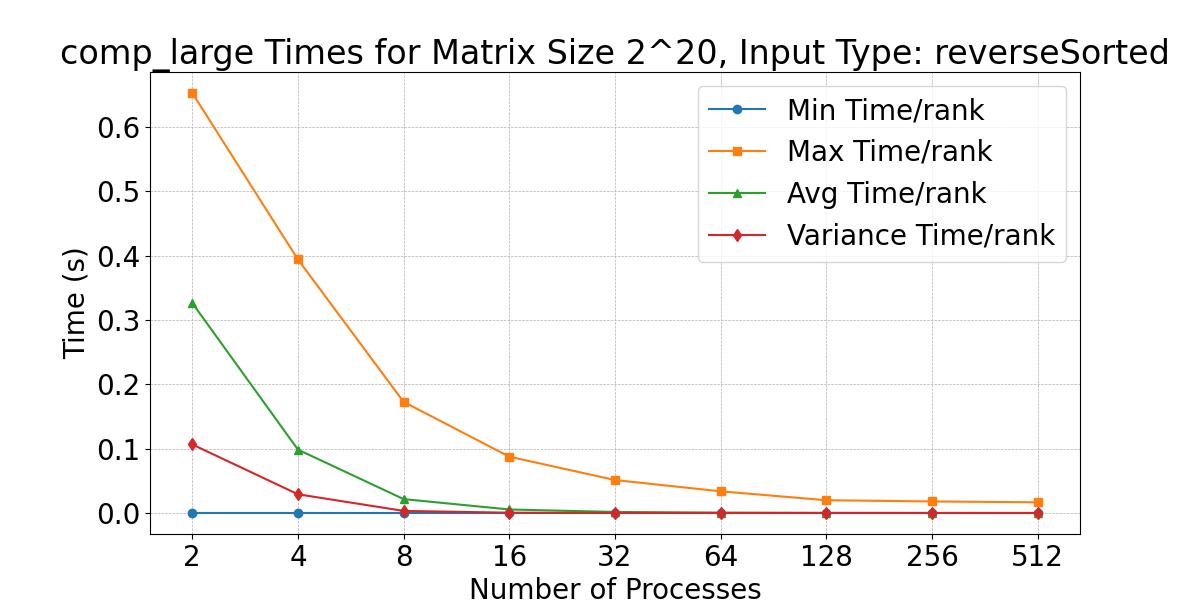 comp_large Times for Matrix Size 2^20, Input Type: reverseSorted
Min Time/rank
Max Time/rank
Avg Time/rank
Variance Time/rank
Time (s)
0.6
0.5
0.4
0.3
0.2
0.1
0.0
2 4 8 16 32 64 128 256 512
Number of Processes